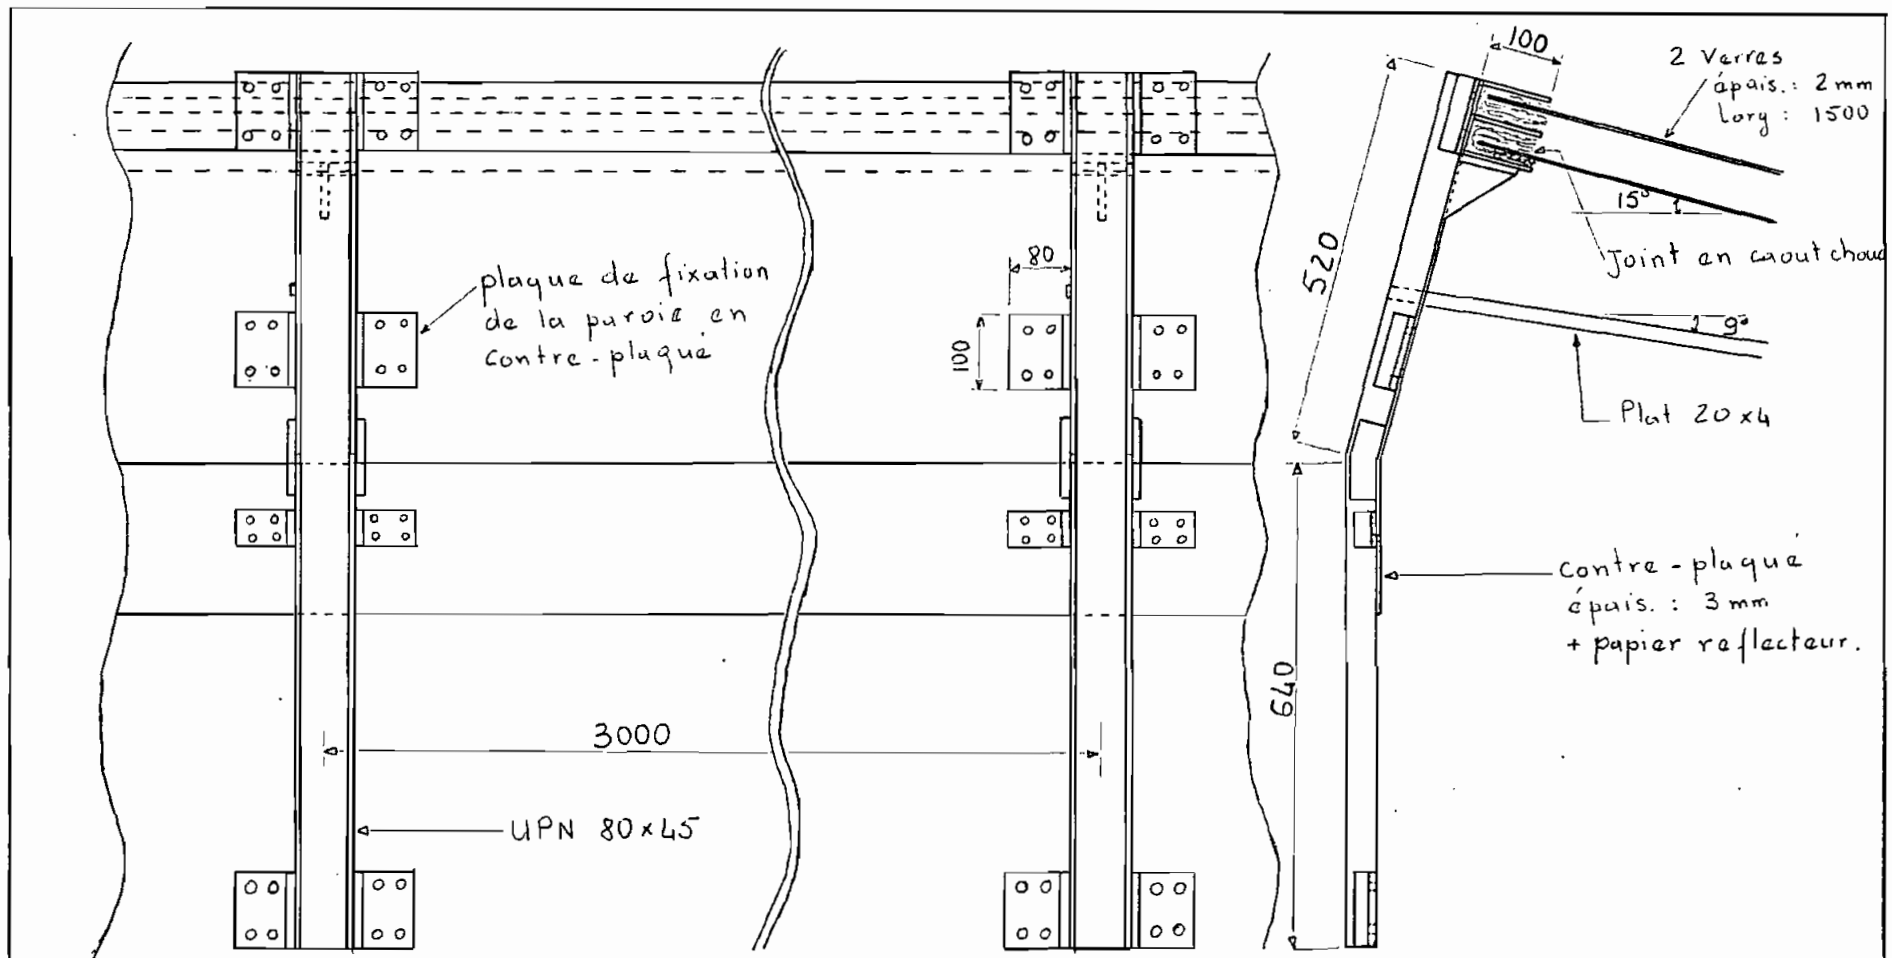 100
2 Verres
épais. : 2 mm
larg : 1500
15°
Joint en caoutchouc
520
80
100
plaque de fixation
de la paroie en
contre-plaqué
9°
Plat 20x4
contre-plaqué
épais. : 3 mm
+ papier reflecteur.
640
3000
UPN 80x45